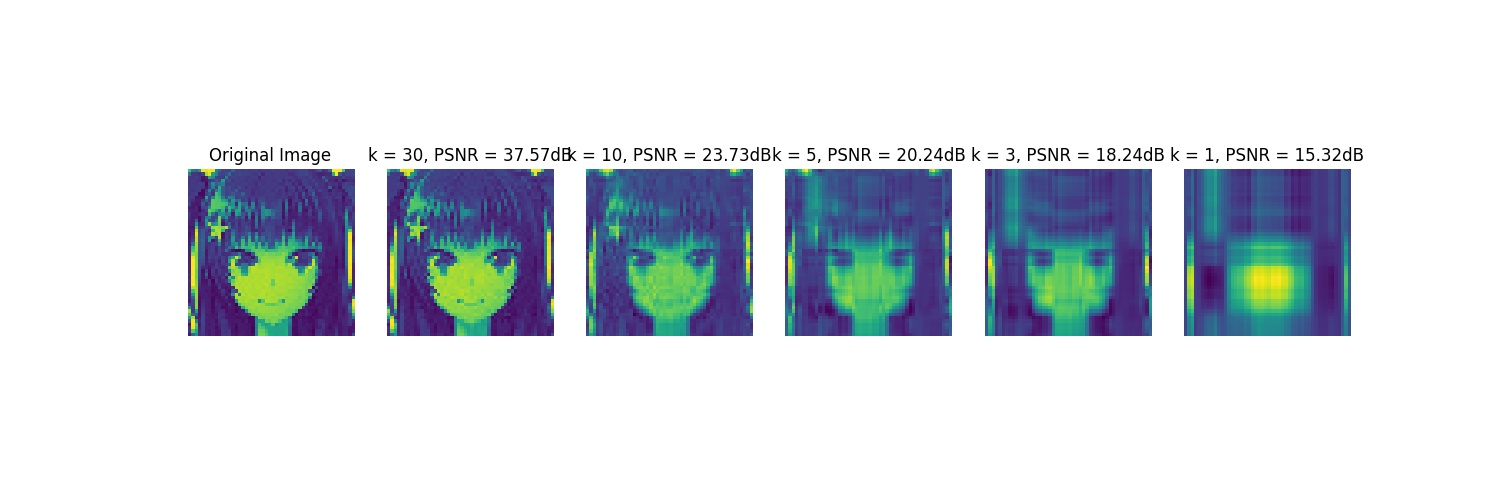 Original Image
k = 30, PSNR = 37.57dB
k = 10, PSNR = 23.73dB
k = 5, PSNR = 20.24dB
k = 3, PSNR = 18.24dB
k = 1, PSNR = 15.32dB